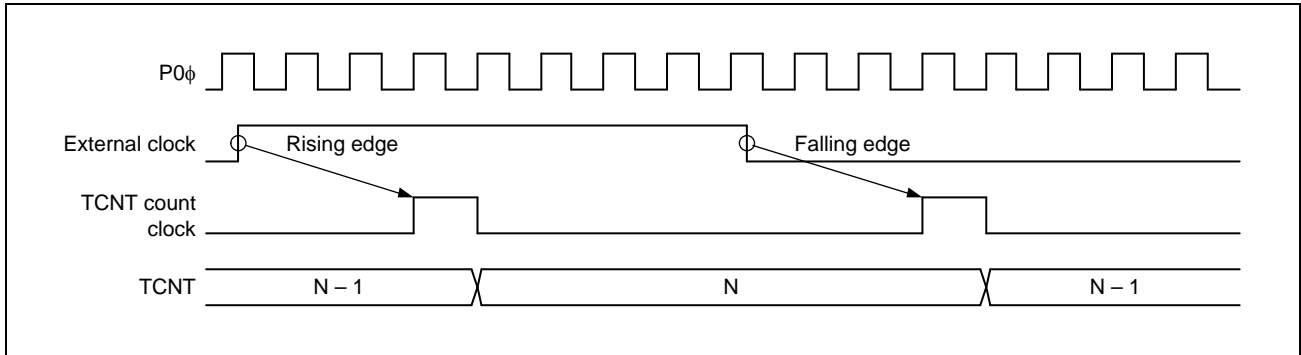 P0ϕ
External clock
Rising edge
Falling edge
TCNT count
clock
TCNT
N – 1
N
N – 1